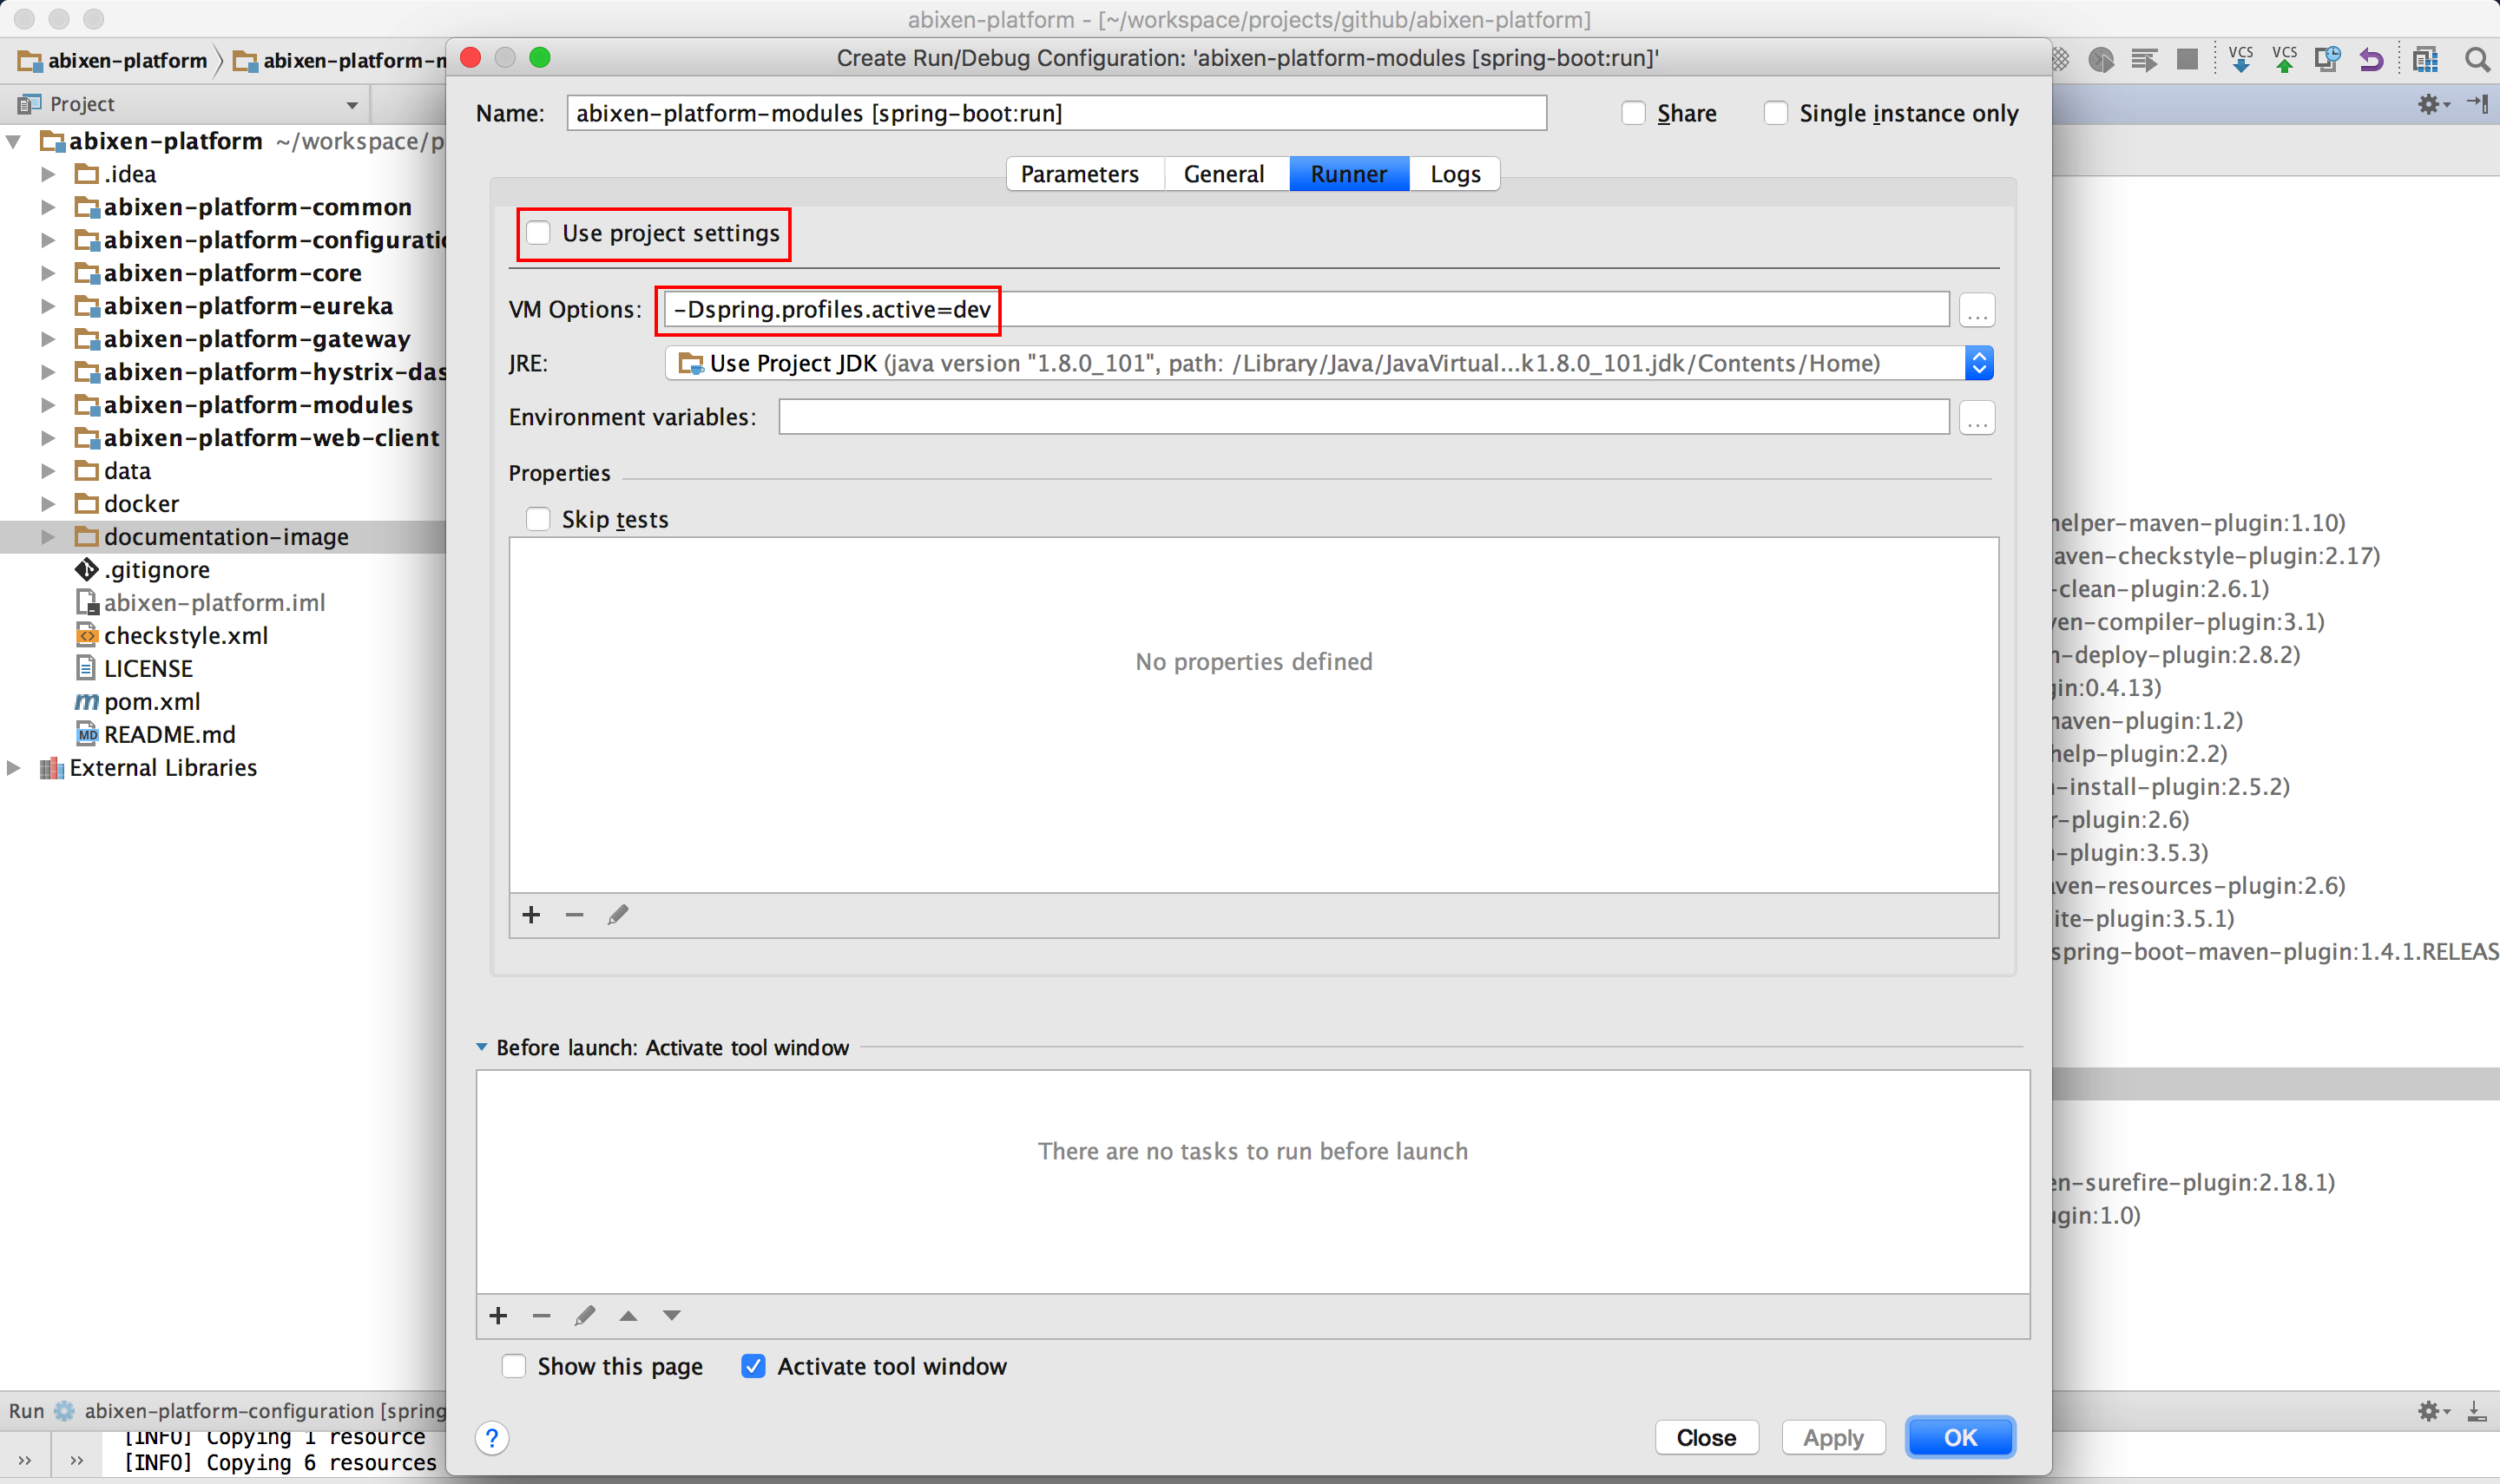 abixen-platform - [~/workspace/projects/github/abixen-platform]
abixen-platform
abixen-platform-m
Create Run/Debug Configuration: 'abixen-platform-modules [spring-boot:run]'
VCS VCS
Project
Name: abixen-platform-modules [spring-boot:run]
Share
Single instance only
Parameters General Runner Logs
abixen-platform ~/workspace/p
.idea
abixen-platform-common
abixen-platform-configuratio
abixen-platform-core
abixen-platform-eureka
abixen-platform-gateway
abixen-platform-hystrix-das
abixen-platform-modules
abixen-platform-web-client
data
docker
documentation-image
.gitignore
abixen-platform.iml
checkstyle.xml
LICENSE
pom.xml
README.md
External Libraries
Use project settings
VM Options: -Dspring.profiles.active=dev
...
JRE: Use Project JDK (java version "1.8.0_101", path: /Library/Java/JavaVirtual...k1.8.0_101.jdk/Contents/Home)
Environment variables:
...
Properties
Skip tests
No properties defined
Before launch: Activate tool window
There are no tasks to run before launch
Show this page
Activate tool window
?
Close Apply OK
helper-maven-plugin:1.10)
aven-checkstyle-plugin:2.17)
-clean-plugin:2.6.1)
ven-compiler-plugin:3.1)
n-deploy-plugin:2.8.2)
gin:0.4.13)
maven-plugin:1.2)
help-plugin:2.2)
n-install-plugin:2.5.2)
r-plugin:2.6)
n-plugin:3.5.3)
aven-resources-plugin:2.6)
ite-plugin:3.5.1)
spring-boot-maven-plugin:1.4.1.RELEAS
en-surefire-plugin:2.18.1)
ugin:1.0)
Run abixen-platform-configuration [spring
[INFO] Copying 1 resource
[INFO] Copying 6 resources